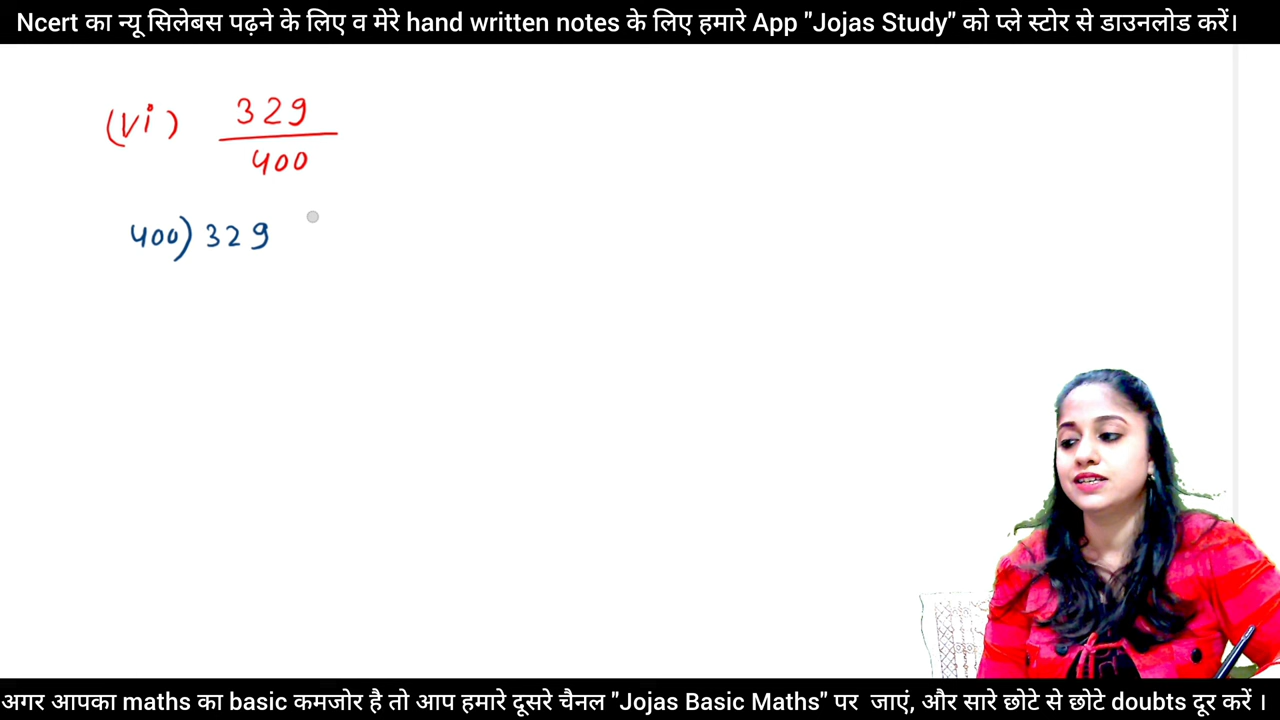 Ncert का न्यू सिलेबस पढ़ने के लिए व मेरे hand written notes के लिए हमारे App "Jojas Study" को प्ले स्टोर से डाउनलोड करें।
(vi) 329
400
400)329
अगर आपका maths का basic कमजोर है तो आप हमारे दूसरे चैनल "Jojas Basic Maths" पर जाएं, और सारे छोटे से छोटे doubts दूर करें ।